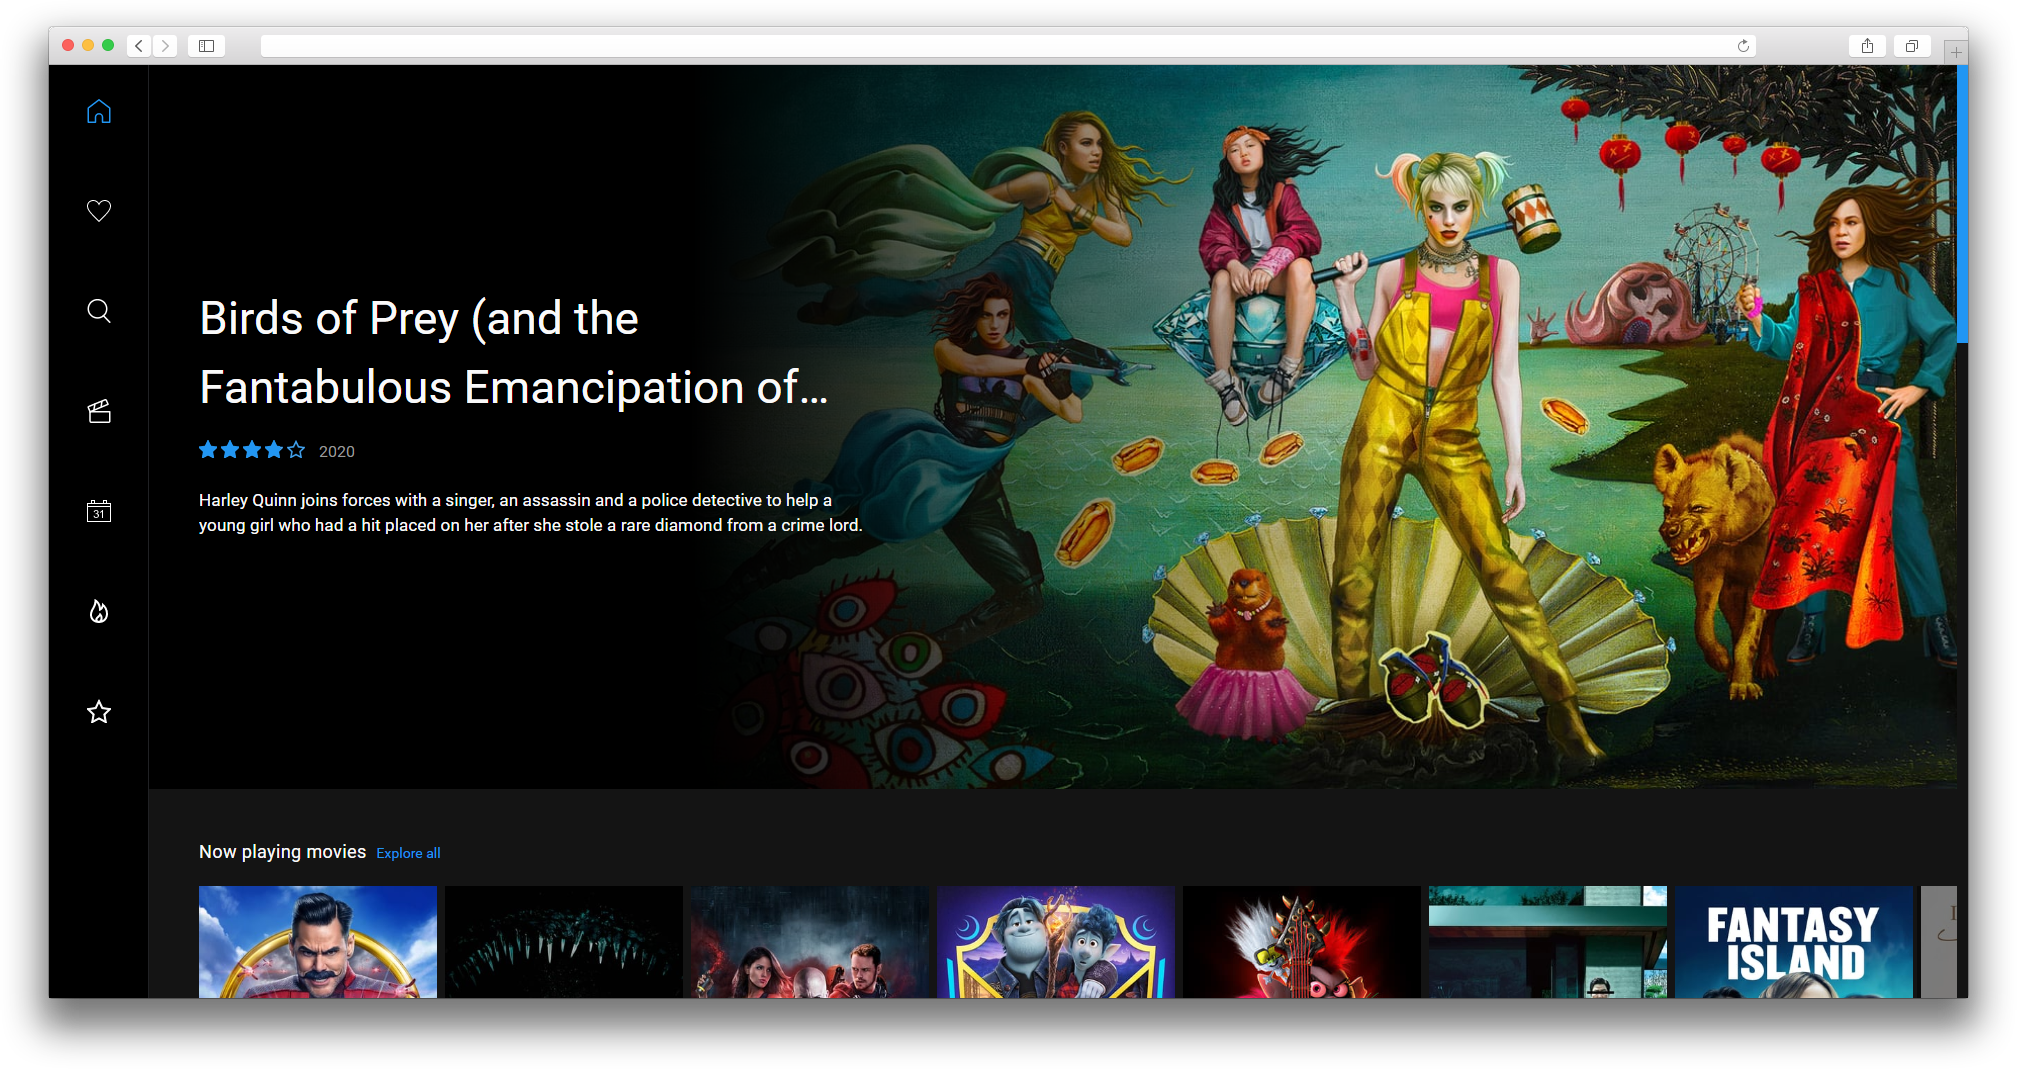 Birds of Prey (and the
Fantabulous Emancipation of...
2020
Harley Quinn joins forces with a singer, an assassin and a police detective to help a
young girl who had a hit placed on her after she stole a rare diamond from a crime lord.
31
Now playing movies Explore all
FANTASY
ISLAND